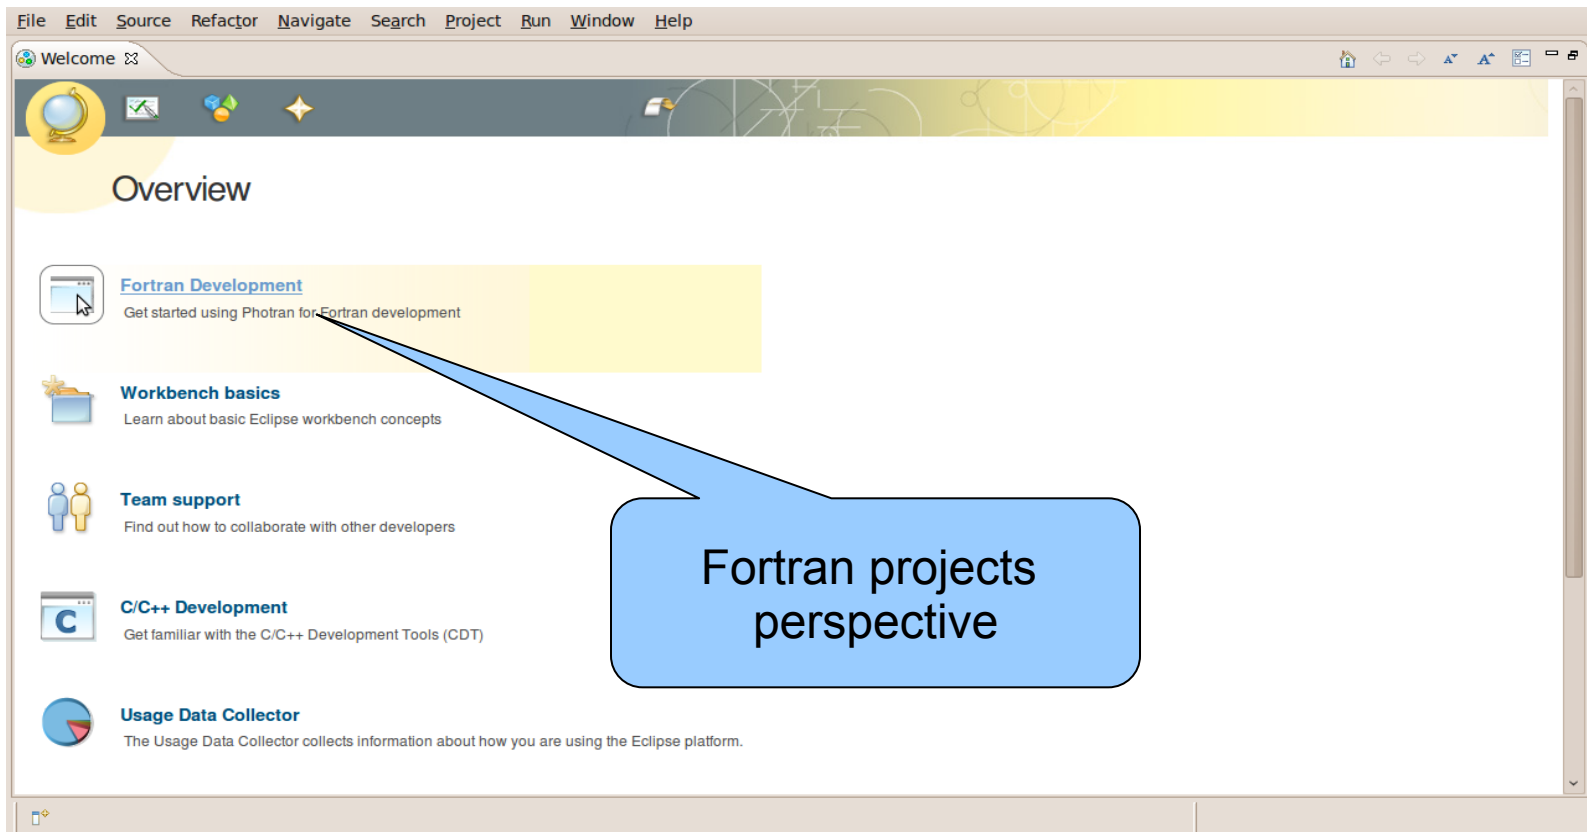 File Edit Source Refactor Navigate Search Project Run Window Help
Welcome
Overview
Fortran Development
Get started using Photran for Fortran development
Workbench basics
Learn about basic Eclipse workbench concepts
Team support
Find out how to collaborate with other developers
Fortran projects
perspective
C/C++ Development
Get familiar with the C/C++ Development Tools (CDT)
Usage Data Collector
The Usage Data Collector collects information about how you are using the Eclipse platform.